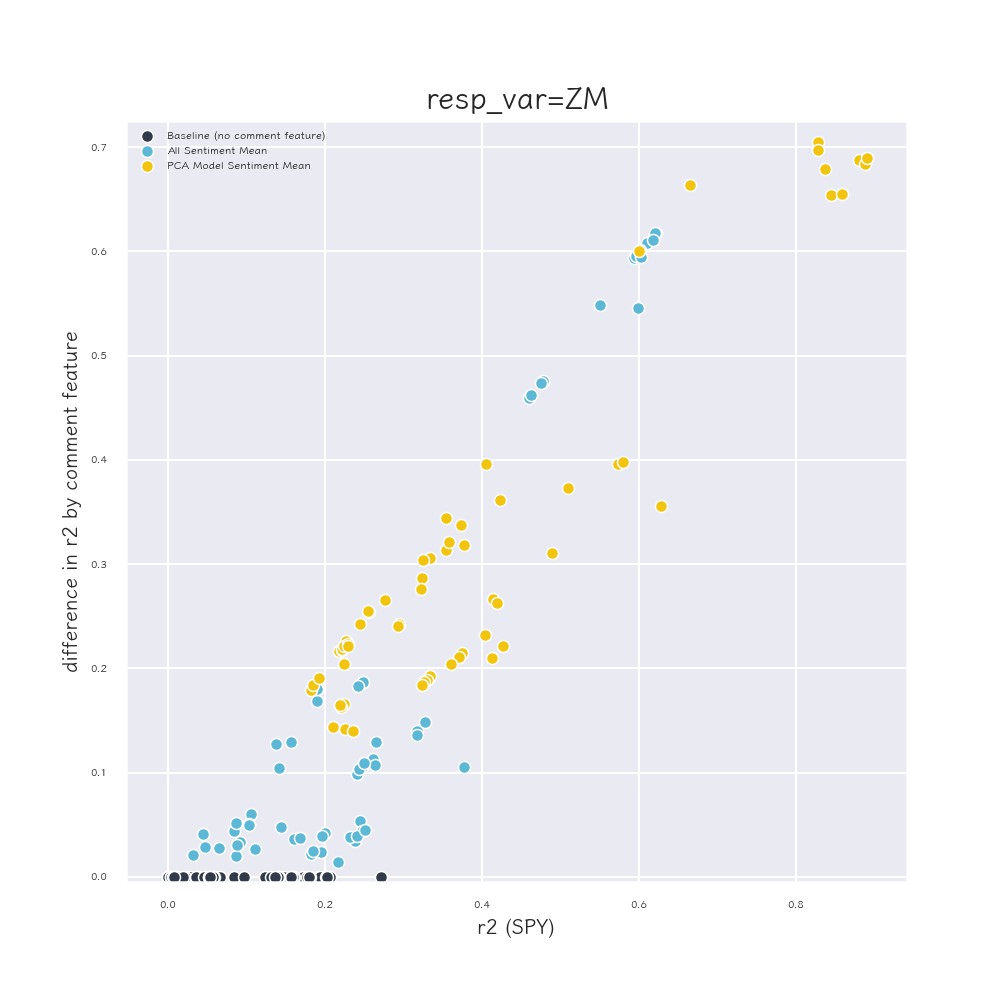 resp_var=ZM
Baseline (no comment feature)
All Sentiment Mean
PCA Model Sentiment Mean
0.7
0.6
0.5
0.4
0.3
0.2
0.1
0.0
difference in r2 by comment feature
0.0 0.2 0.4 0.6 0.8
r2 (SPY)